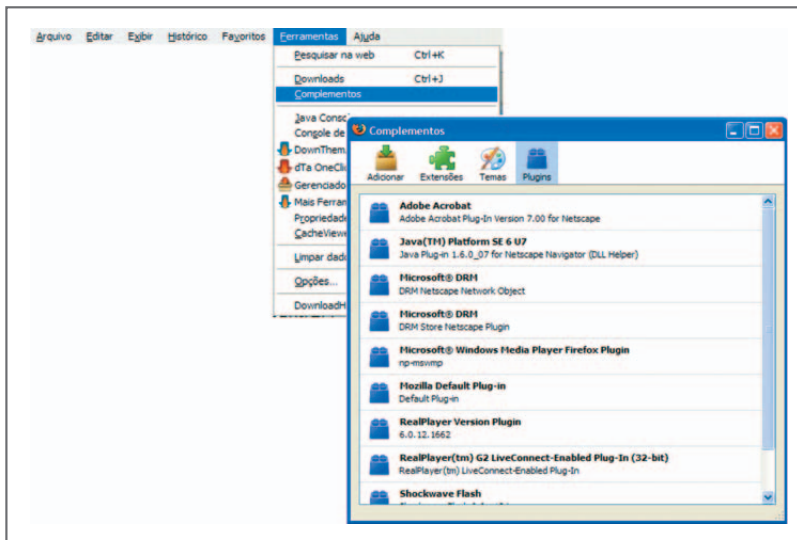 Arquivo Editar Exibir Histórico Favoritos Ferramentas Ajuda
Pesquisar na web Ctrl+K
Downloads Ctrl+J
Complementos
Java Consol
Console de
DownThem
dTa OneCli
Gerenciado
Mais Ferran
Propriedade
CacheViewe
Limpar dad
Opções...
DownloadH
Complementos
Adicionar Extensões Temas Plugins
Adobe Acrobat
Adobe Acrobat Plug-In Version 7.00 for Netscape
Java(TM) Platform SE 6 U7
Java Plug-in 1.6.0_07 for Netscape Navigator (DLL Helper)
Microsoft® DRM
DRM Netscape Network Object
Microsoft® DRM
DRM Store Netscape Plugin
Microsoft® Windows Media Player Firefox Plugin
np-mswmp
Mozilla Default Plug-in
Default Plug-in
RealPlayer Version Plugin
6.0.12.1662
RealPlayer(tm) G2 LiveConnect-Enabled Plug-In (32-bit)
RealPlayer(tm) LiveConnect-Enabled Plug-In
Shockwave Flash